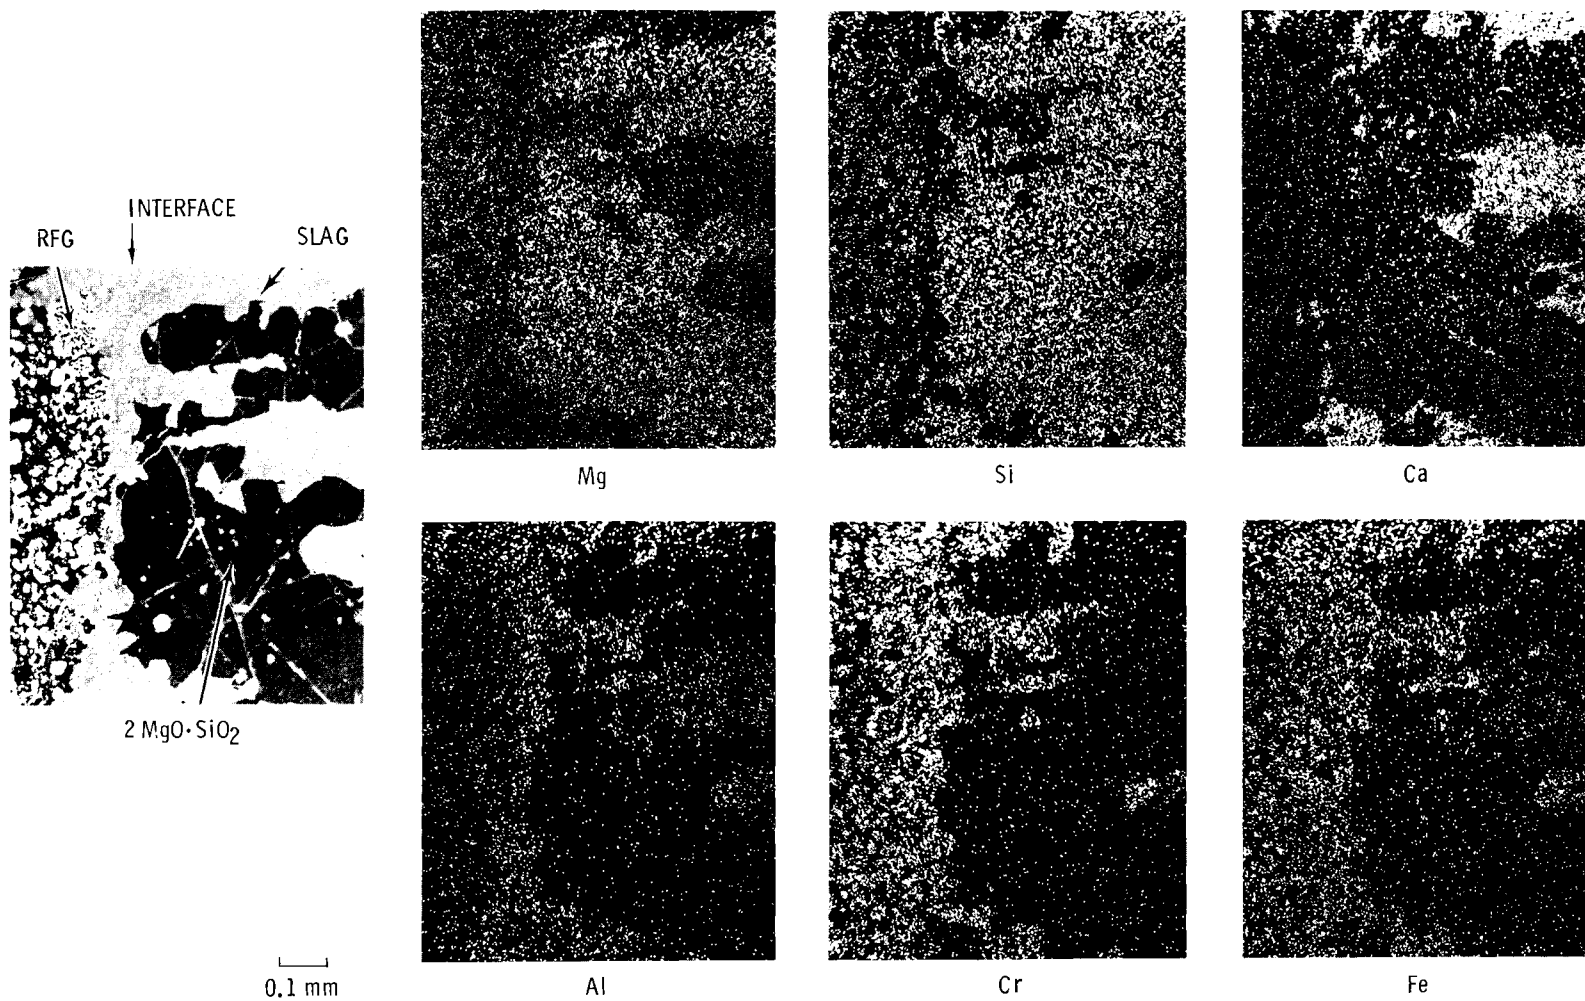 INTERFACE
RFG
SLAG
2 MgO·SiO2
0.1 mm
Mg
Si
Ca
Al
Cr
Fe